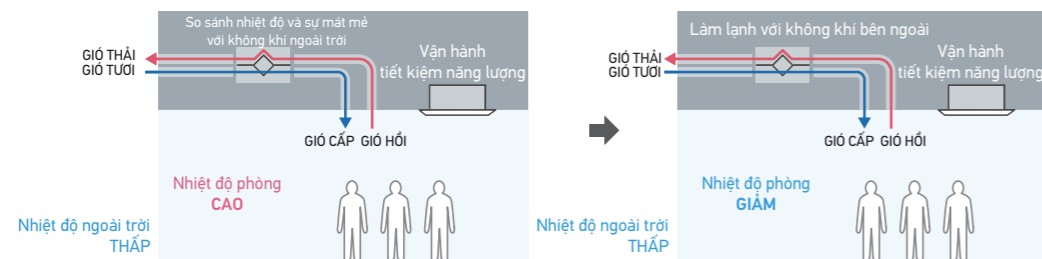 So sánh nhiệt độ và sự mát mẻ
với không khí ngoài trời
GIÓ THẢI
GIÓ TƯƠI
Vận hành
tiết kiệm năng lượng
GIÓ CẤP GIÓ HỒI
Nhiệt độ phòng
CAO
Nhiệt độ ngoài trời
THẤP
Làm lạnh với không khí bên ngoài
GIÓ THẢI
GIÓ TƯƠI
Vận hành
tiết kiệm năng lượng
GIÓ CẤP GIÓ HỒI
Nhiệt độ phòng
GIẢM
Nhiệt độ ngoài trời
THẤP